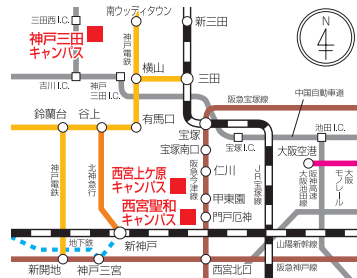 南ウッディタウン
新三田
N
三田西I.C.
神戸三田
キャンパス
神戸電鉄
横山
三田
吉川I.C.
神戸
三田I.C.
中国自動車道
阪急宝塚線
鈴蘭台
谷上
有馬口
宝塚
宝塚I.C.
池田I.C.
宝塚南口
大阪空港
神戸電鉄
北神急行
西宮上ケ原
キャンパス
阪急今津線
仁川
JR宝塚線
阪神高速
大阪池田線
大阪
モノレール
甲東園
西宮聖和
キャンパス
門戸厄神
地下鉄
新神戸
山陽新幹線
新開地
神戸三宮
西宮北口
阪急神戸線